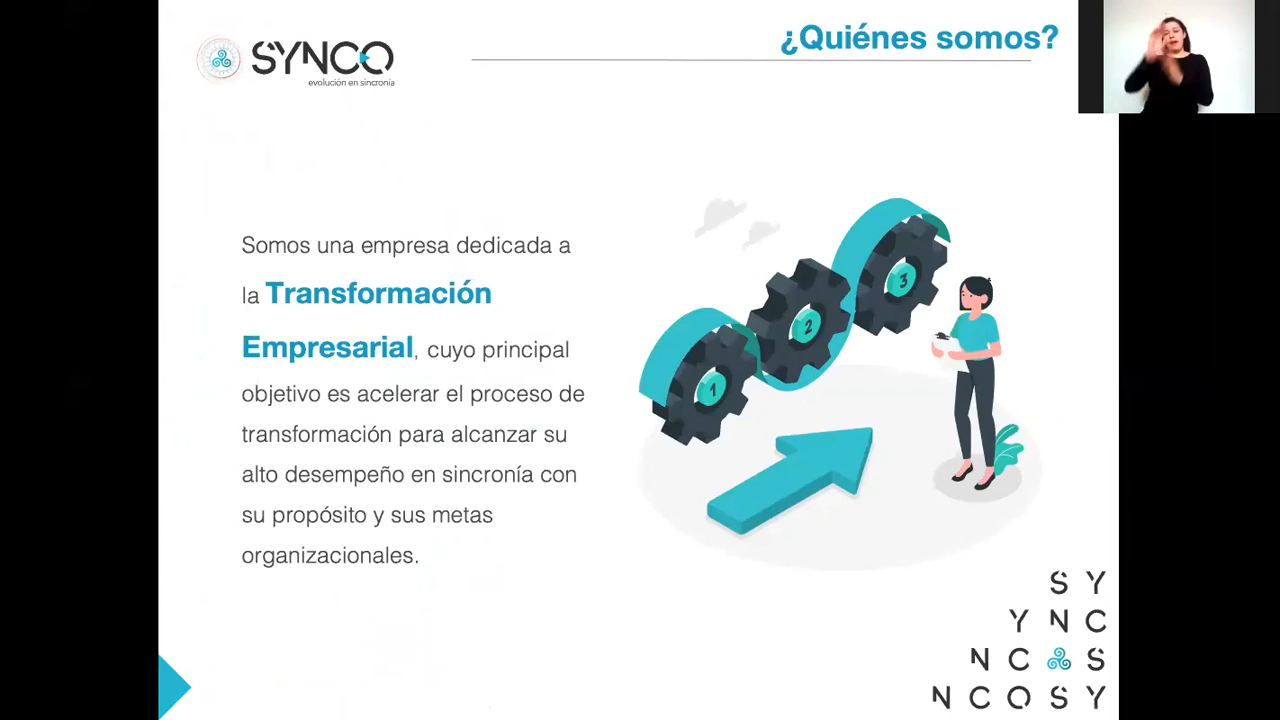 SYNCO
evolución en sincronía
¿Quiénes somos?
Somos una empresa dedicada a
la Transformación
Empresarial, cuyo principal
objetivo es acelerar el proceso de
transformación para alcanzar su
alto desempeño en sincronía con
su propósito y sus metas
organizacionales.
1
2
3
S Y
Y N C
N C S
N C O S Y